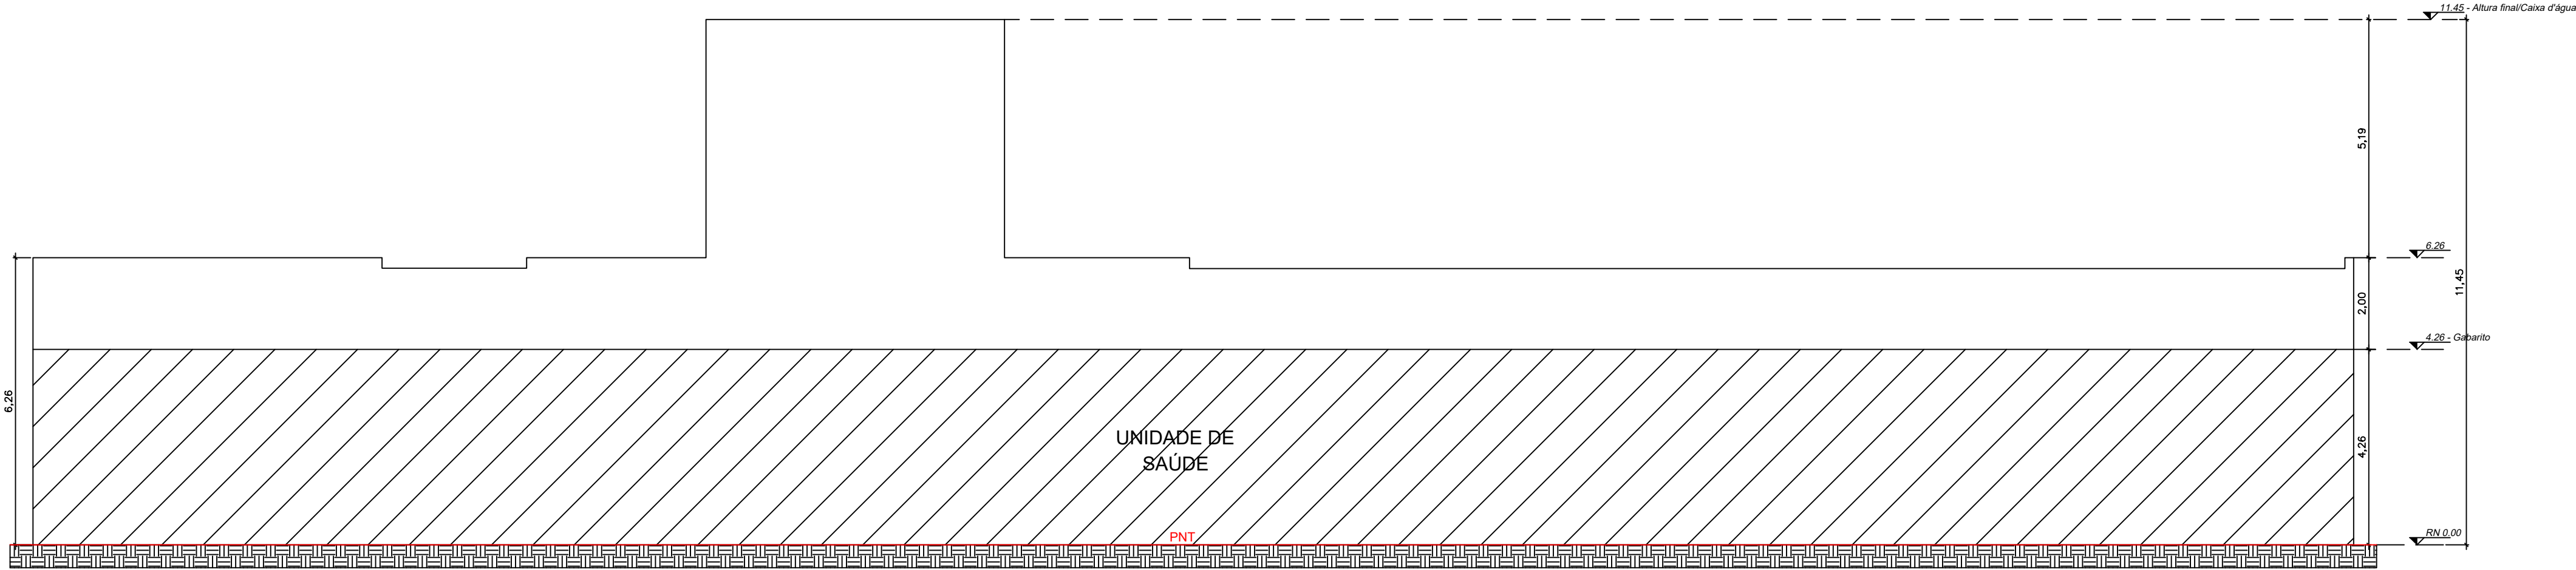 11.45 - Altura final/Caixa d'água
5,19
6.26
11,45
2,00
4.26 - Gabarito
6,26
UNIDADE DE
SAÚDE
4,26
PNT
RN 0,00